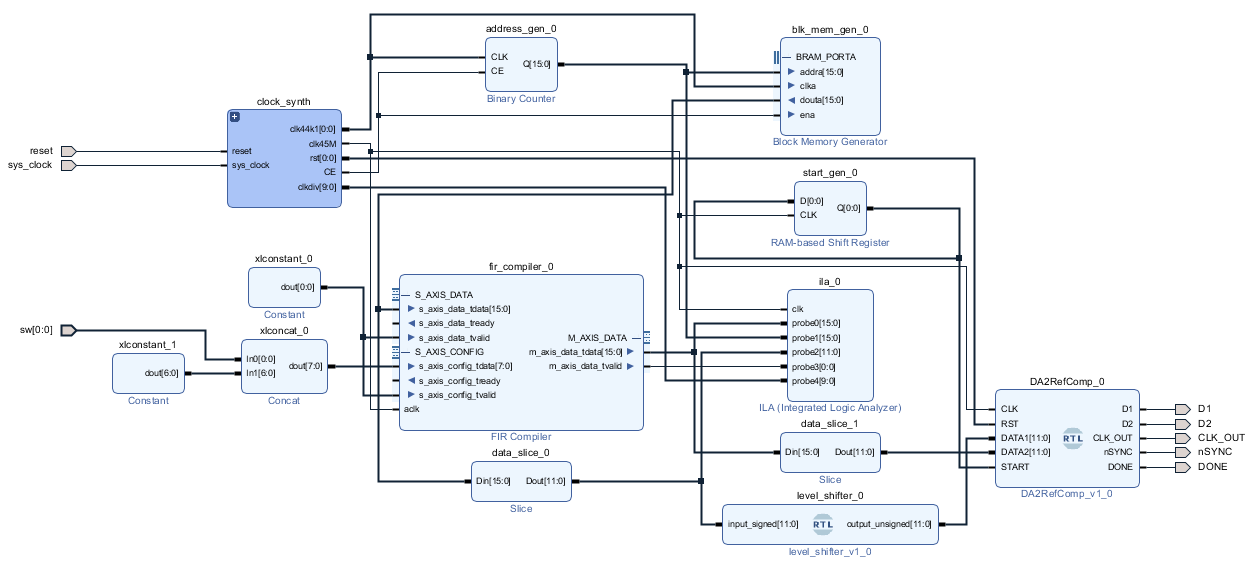 address_gen_0
CLK
CE
Q[15:0]
Binary Counter
blk_mem_gen_0
BRAM_PORTA
addra[15:0]
clka
douta[15:0]
ena
Block Memory Generator
clock_synth
reset
sys_clock
clk44k1[0:0]
clk45M
rst[0:0]
CE
clkdiv[9:0]
reset
sys_clock
start_gen_0
D[0:0]
CLK
Q[0:0]
RAM-based Shift Register
xlconstant_0
dout[0:0]
Constant
fir_compiler_0
S_AXIS_DATA
s_axis_data_tdata[15:0]
s_axis_data_tready
s_axis_data_tvalid
S_AXIS_CONFIG
s_axis_config_tdata[7:0]
s_axis_config_tready
s_axis_config_tvalid
aclk
M_AXIS_DATA
m_axis_data_tdata[15:0]
m_axis_data_tvalid
FIR Compiler
ila_0
clk
probe0[15:0]
probe1[15:0]
probe2[11:0]
probe3[0:0]
probe4[9:0]
ILA (Integrated Logic Analyzer)
sw[0:0]
xlconstant_1
dout[6:0]
Constant
xlconcat_0
In0[0:0]
In1[6:0]
dout[7:0]
Concat
data_slice_0
Din[15:0]
Dout[11:0]
Slice
data_slice_1
Din[15:0]
Dout[11:0]
Slice
level_shifter_0
input_signed[11:0]
RTL
output_unsigned[11:0]
level_shifter_v1_0
DA2RefComp_0
CLK
RST
DATA1[11:0]
DATA2[11:0]
START
RTL
D1
D2
CLK_OUT
nSYNC
DONE
DA2RefComp_v1_0
D1
D2
CLK_OUT
nSYNC
DONE